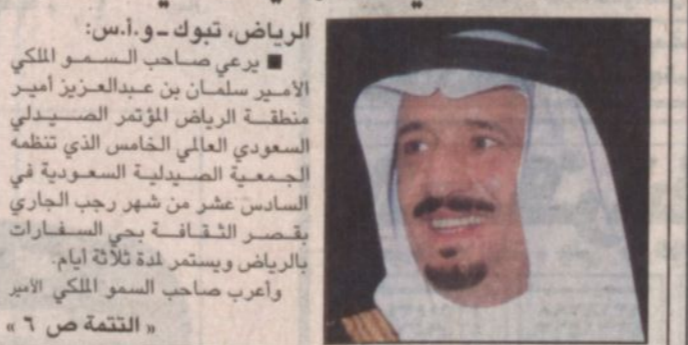 الرياض، تبوك - و.أ.س:
■ يرعي صاحب السمو الملكي
الأمير سلمان بن عبدالعزيز أمير
منطقة الرياض المؤتمر الصيدلي
السعودي العالمي الخامس الذي تنظمه
الجمعية الصيدلية السعودية في
السادس عشر من شهر رجب الجاري
بقصر الثقافة بحي السفارات
بالرياض ويستمر لمدة ثلاثة أيام.
وأعرب صاحب السمو الملكي الأمير
« التتمة ص ٦ »